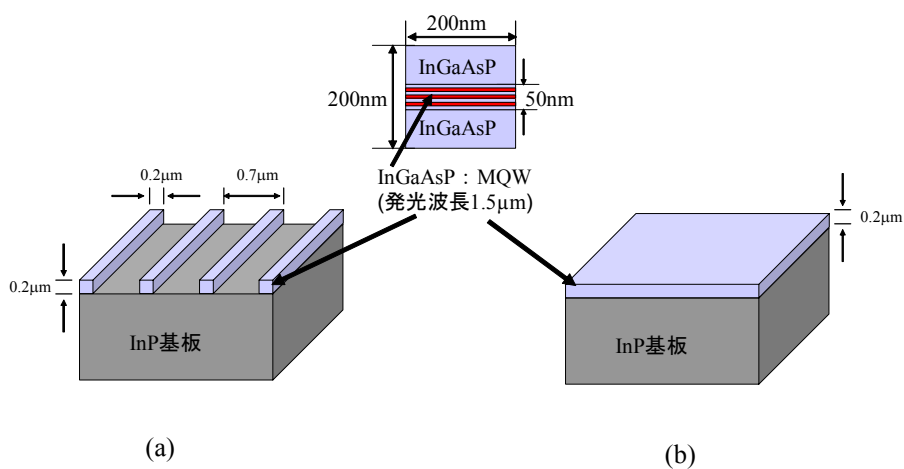 200nm
InGaAsP
200nm
50nm
InGaAsP
InGaAsP：MQW
(発光波長1.5μm)
0.2μm
0.7μm
0.2μm
InP基板
(a)
0.2μm
InP基板
(b)